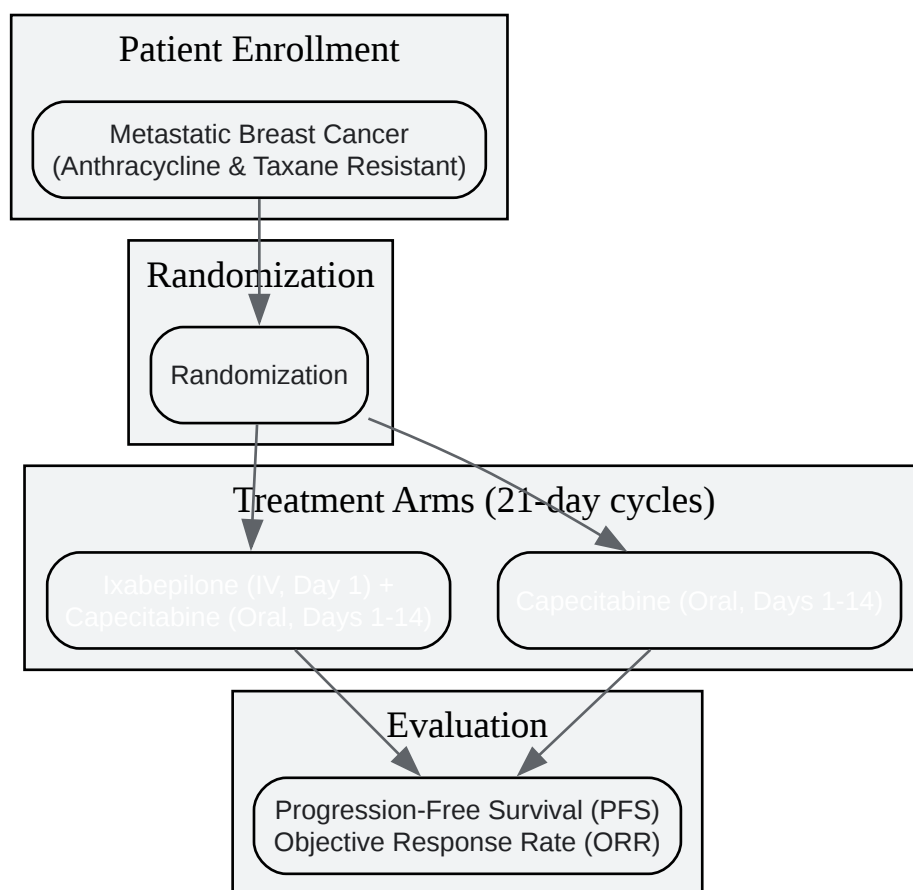 Patient Enrollment
Metastatic Breast Cancer
(Anthracycline & Taxane Resistant)
Randomization
Randomization
Treatment Arms (21-day cycles)
Ixabepilone (IV, Day 1) +
Capecitabine (Oral, Days 1-14)
Capecitabine (Oral, Days 1-14)
Evaluation
Progression-Free Survival (PFS)
Objective Response Rate (ORR)